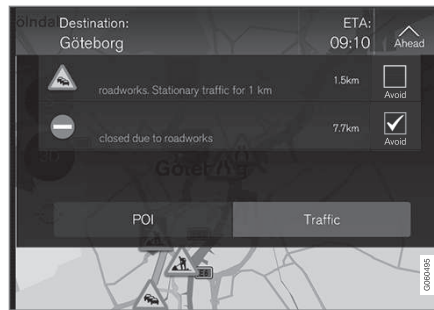 Destination:
ETA:
Göteborg
09:10
Ahead
roadworks. Stationary traffic for 1 km
1.5km
Avoid
closed due to roadworks
7.7km
Avoid
POI
Traffic
G060495